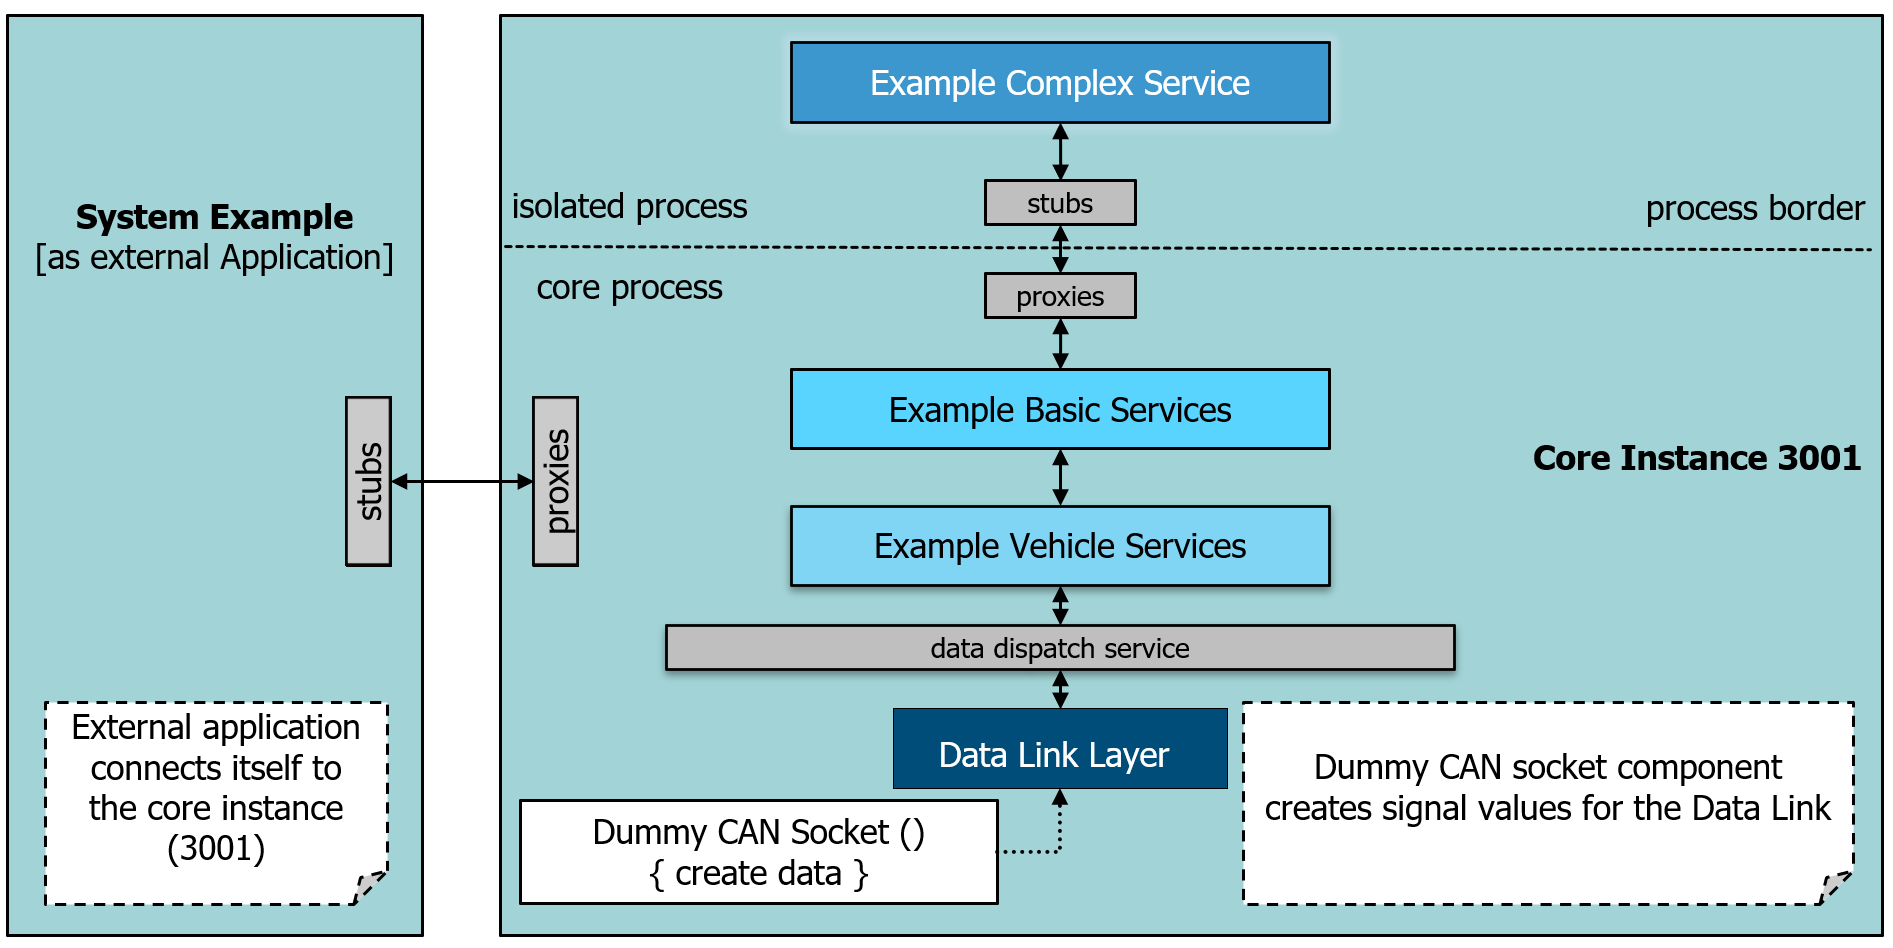 System Example
[as external Application]
stubs
External application
connects itself to
the core instance
(3001)
Example Complex Service
isolated process
stubs
process border
core process
proxies
proxies
Example Basic Services
Core Instance 3001
Example Vehicle Services
data dispatch service
Data Link Layer
Dummy CAN Socket ()
{ create data }
Dummy CAN socket component
creates signal values for the Data Link